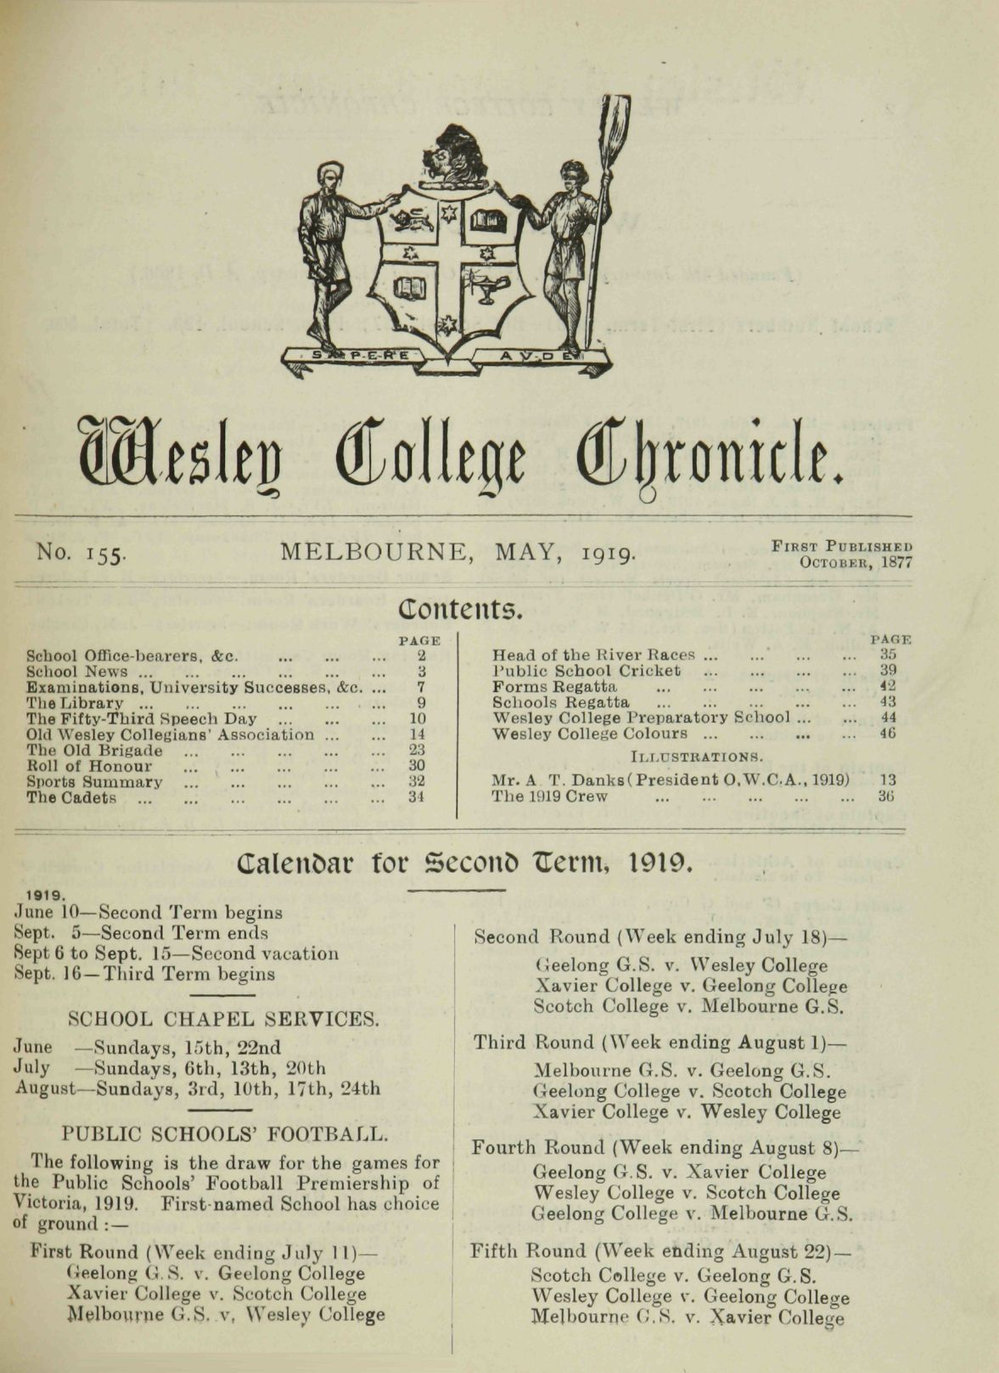 SAPERE AVDE
Wesley College Chronicle.
No. 155.
MELBOURNE, MAY, 1919.
FIRST PUBLISHED
OCTOBER, 1877
Contents.
PAGE
School Office-bearers, &c. ... ... ... 2
School News ... ... ... ... ... ... 3
Examinations, University Successes, &c. ... 7
The Library ... ... ... ... ... ... 9
The Fifty-Third Speech Day ... ... ... 10
Old Wesley Collegians' Association ... ... 14
The Old Brigade ... ... ... ... ... 23
Roll of Honour ... ... ... ... ... 30
Sports Summary ... ... ... ... ... 32
The Cadets ... ... ... ... ... ... 34
PAGE
Head of the River Races ... ... ... ... 35
Public School Cricket ... ... ... ... 39
Forms Regatta ... ... ... ... ... 42
Schools Regatta ... ... ... ... ... 43
Wesley College Preparatory School ... ... 44
Wesley College Colours ... ... ... ... 46
ILLUSTRATIONS.
Mr. A T. Danks (President O.W.C.A., 1919) 13
The 1919 Crew ... ... ... ... ... 36
Calendar for Second Term, 1919.
1919.
June 10—Second Term begins
Sept. 5—Second Term ends
Sept 6 to Sept. 15—Second vacation
Sept. 16—Third Term begins
SCHOOL CHAPEL SERVICES.
June —Sundays, 15th, 22nd
July —Sundays, 6th, 13th, 20th
August—Sundays, 3rd, 10th, 17th, 24th
PUBLIC SCHOOLS' FOOTBALL.
The following is the draw for the games for
the Public Schools' Football Premiership of
Victoria, 1919. First-named School has choice
of ground :—
First Round (Week ending July 11)—
Geelong G.S. v. Geelong College
Xavier College v. Scotch College
Melbourne G.S. v. Wesley College
Second Round (Week ending July 18)—
Geelong G.S. v. Wesley College
Xavier College v. Geelong College
Scotch College v. Melbourne G.S.
Third Round (Week ending August 1)—
Melbourne G.S. v. Geelong G.S.
Geelong College v. Scotch College
Xavier College v. Wesley College
Fourth Round (Week ending August 8)—
Geelong G.S. v. Xavier College
Wesley College v. Scotch College
Geelong College v. Melbourne G.S.
Fifth Round (Week ending August 22)—
Scotch College v. Geelong G.S.
Wesley College v. Geelong College
Melbourne G.S. v. Xavier College